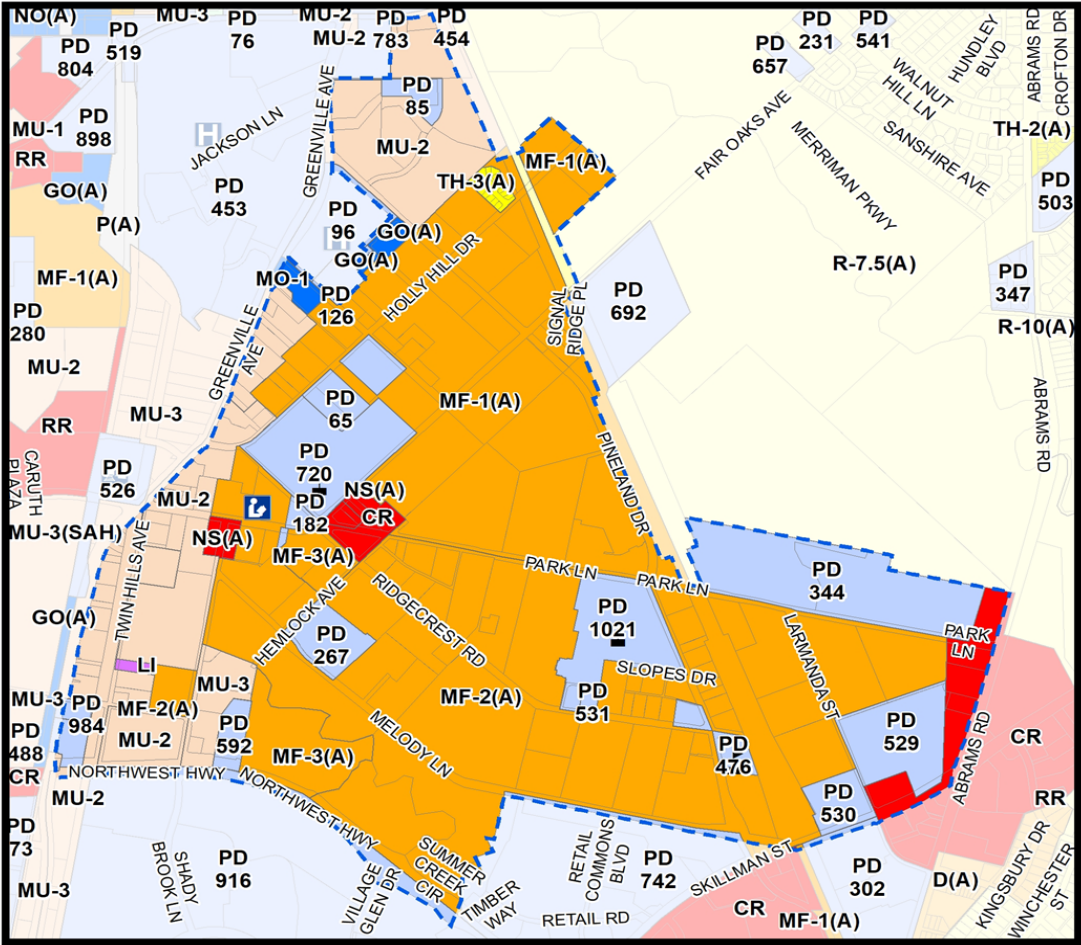 NO(A)
MU-3
PD
76
MU-2
MU-2
PD
783
PD
454
PD
519
PD
804
PD
231
PD
541
PD
657
HUNDLEY
BLVD
ABRAMS RD
CROFTON DR
WALNUT
HILL LN
SANSHIRE AVE
MU-1
PD
898
H
JACKSON LN
GREENVILLE AVE
PD
85
MU-2
FAIR OAKS AVE
MERRIMAN PKWY
TH-2(A)
RR
GO(A)
PD
453
P(A)
TH-3(A)
MF-1(A)
PD
503
PD
96
H
GO(A)
GO(A)
HOLLY HILL DR
MF-1(A)
MO-1
PD
126
R-7.5(A)
PD
347
PD
280
PD
692
SIGNAL
RIDGE PL
R-10(A)
MU-2
GREENVILLE
AVE
MU-3
PD
65
MF-1(A)
ABRAMS RD
RR
CARUTH
PLAZA
PD
526
PD
720
PINELAND DR
MU-2
NS(A)
PD
182
CR
MU-3(SAH)
NS(A)
MF-3(A)
TWIN HILLS AVE
PARK LN
PARK LN
PD
344
GO(A)
HEMLOCK AVE
RIDGECREST RD
PD
1021
LARMANDA ST
PARK
LN
PD
267
LI
SLOPES DR
MU-3
MU-3
MF-2(A)
MF-2(A)
PD
531
PD
984
PD
488
MU-2
PD
592
MF-3(A)
MELODY LN
PD
476
PD
529
ABRAMS RD
CR
CR
NORTHWEST HWY
NORTHWEST HWY
MU-2
PD
530
RR
PD
73
SHADY
BROOK LN
PD
916
VILLAGE
GLEN DR
SUMMER
CREEK
CIR
TIMBER
WAY
RETAIL
COMMONS
BLVD
PD
742
SKILLMAN ST
PD
302
D(A)
KINGSBURY DR
WINCHESTER
ST
MU-3
RETAIL RD
CR
MF-1(A)